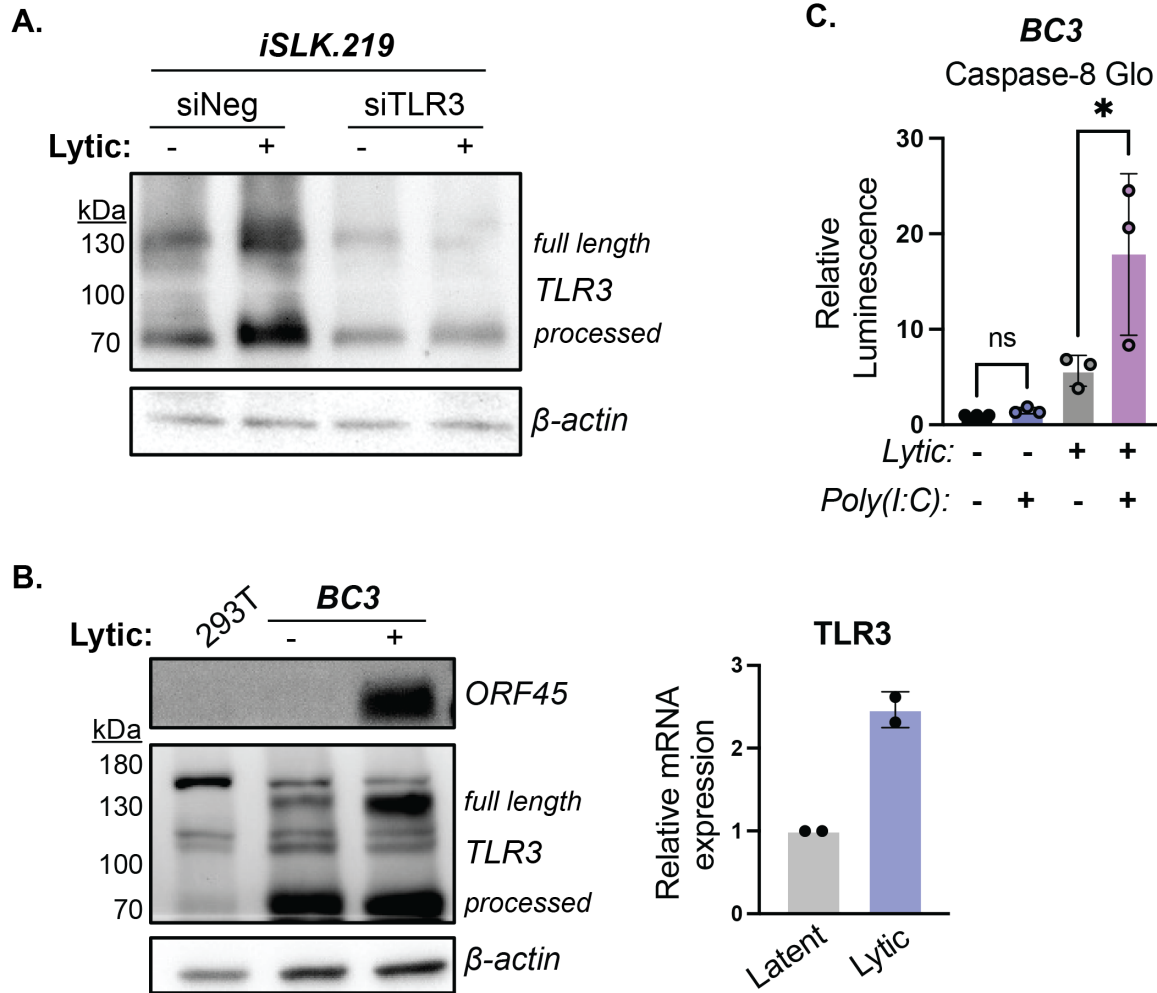 A.
iSLK.219
siNeg siTLR3
Lytic: - + - +
kDa
130
100
70
full length
TLR3
processed
β-actin
B.
BC3
Lytic: 293T - +
ORF45
kDa
180
130
100
70
full length
TLR3
processed
β-actin
TLR3
Relative mRNA
expression
3
2
1
0
Latent Lytic
C.
BC3
Caspase-8 Glo
*
ns
Relative
Luminescence
30
20
10
0
Lytic: - - + +
Poly(I:C): - + - +